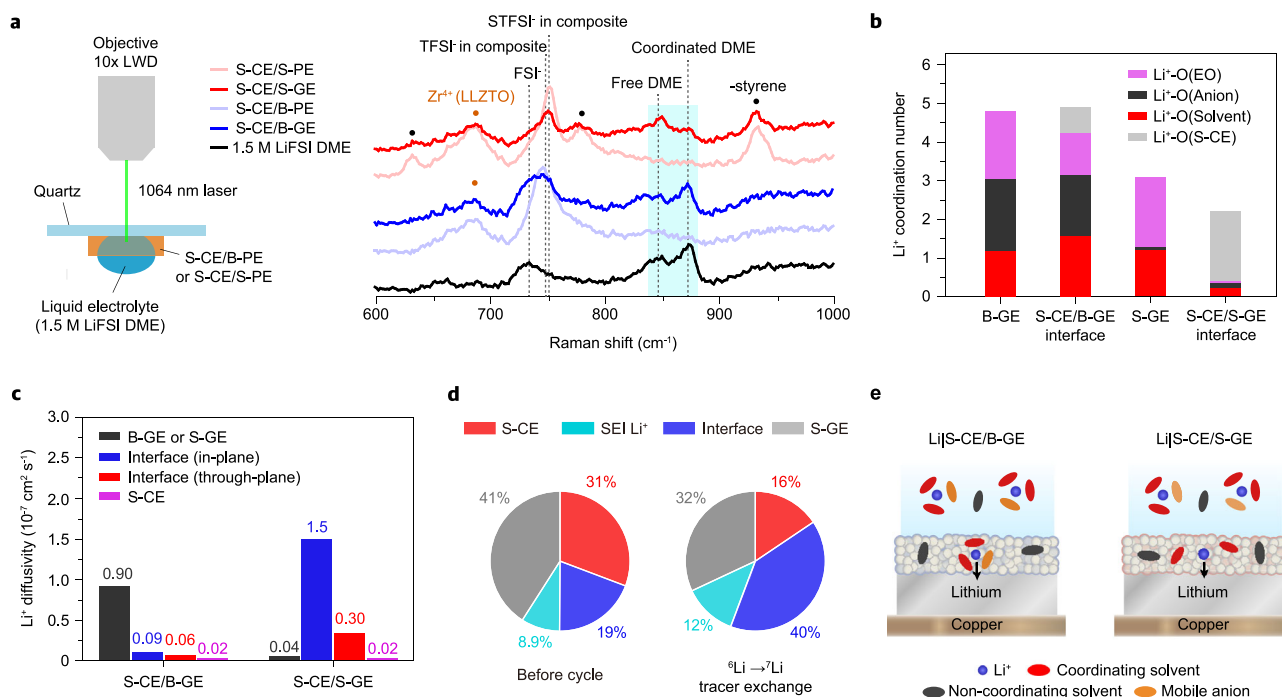 a
Objective
10x LWD
Quartz
1064 nm laser
S-CE/B-PE
or S-CE/S-PE
Liquid electrolyte
(1.5 M LiFSI DME)
S-CE/S-PE
S-CE/S-GE
S-CE/B-PE
S-CE/B-GE
1.5 M LiFSI DME
STFSI⁻ in composite
TFSI⁻ in composite
Coordinated DME
FSI⁻
Free DME
Zr⁴⁺ (LLZTO)
-styrene
600 700 800 900 1000
Raman shift (cm⁻¹)
b
Li⁺ coordination number
7
6
5
4
3
2
1
0
Li⁺-O(EO)
Li⁺-O(Anion)
Li⁺-O(Solvent)
Li⁺-O(S-CE)
B-GE S-CE/B-GE S-GE S-CE/S-GE
interface interface
c
Li⁺ diffusivity (10⁻⁷ cm² s⁻¹)
3.0
2.5
2.0
1.5
1.0
0.5
0
B-GE or S-GE
Interface (in-plane)
Interface (through-plane)
S-CE
0.90
0.09
0.06
0.02
0.04
1.5
0.30
0.02
S-CE/B-GE S-CE/S-GE
d
S-CE SEI Li⁺ Interface S-GE
41%
31%
8.9%
19%
Before cycle
32%
16%
12%
40%
⁶Li →⁷Li
tracer exchange
e
Li|S-CE/B-GE
Lithium
Copper
Li|S-CE/S-GE
Lithium
Copper
Li⁺ Coordinating solvent
Non-coordinating solvent Mobile anion